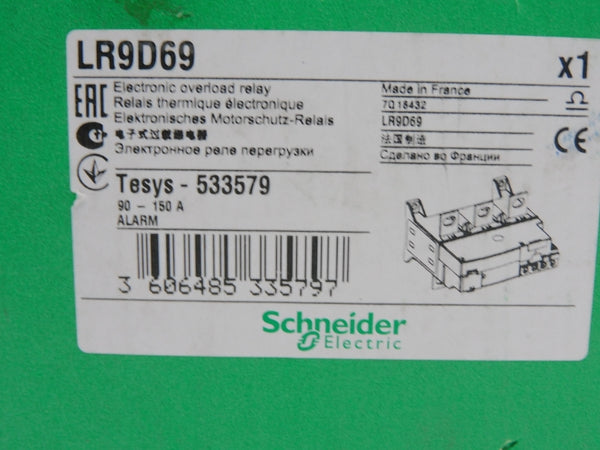 LR9D69
x1
EAC
Electronic overload relay
Relais thermique électronique
Elektronisches Motorschutz-Relais
电子式过载继电器
Электронное реле перегрузки
Made in France
7Q18432
LR9D69
法国制造
Сделано во Франции
CE
Tesys - 533579
90 - 150 A
ALARM
3 606485 335797
Schneider
Electric